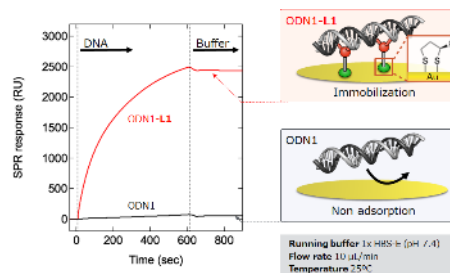 DNA
Buffer
3500
3000
2500
2000
1500
1000
500
0
SPR response (RU)
ODN1-L1
ODN1
0
200
400
600
800
Time (sec)
ODN1-L1
S S
Au
Immobilization
ODN1
Non adsorption
Running buffer 1x HBS-E (pH 7.4)
Flow rate 10 µL/min
Temperature 25ºC